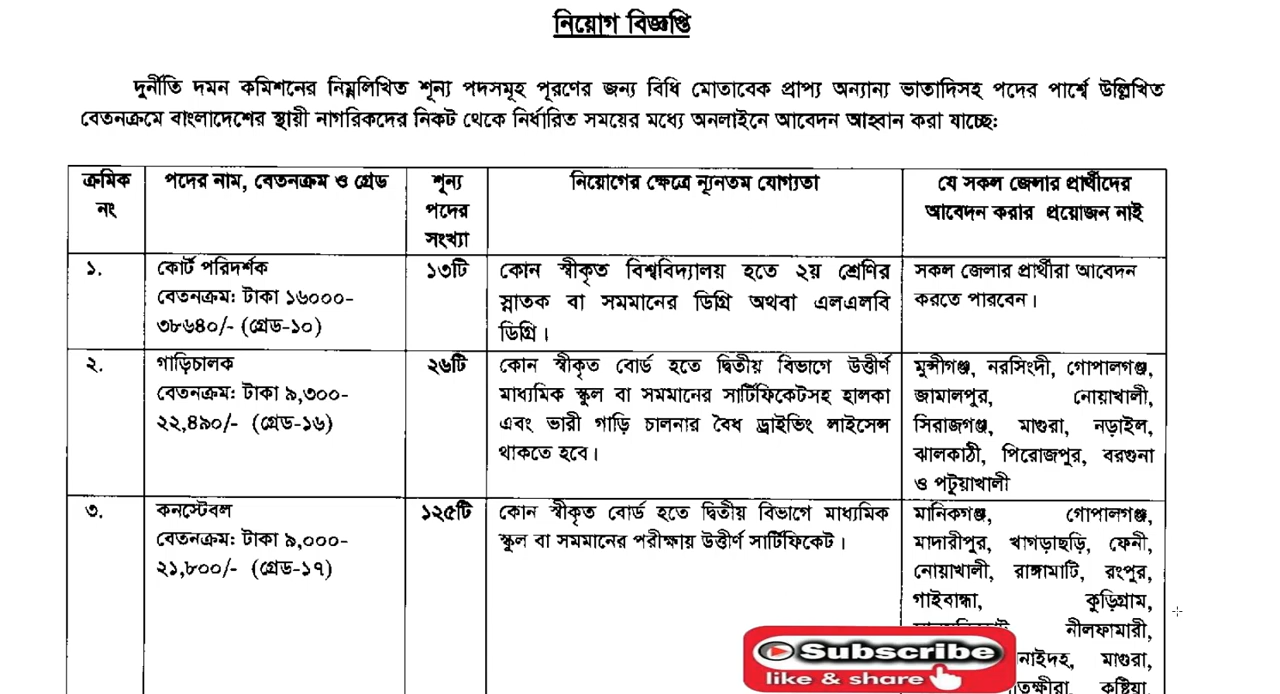 নিয়োগ বিজ্ঞপ্তি
দুর্নীতি দমন কমিশনের নিম্নলিখিত শূন্য পদসমূহ পূরণের জন্য বিধি মোতাবেক প্রাপ্য অন্যান্য ভাতাদিসহ পদের পার্শ্বে উল্লিখিত
বেতনক্রমে বাংলাদেশের স্থায়ী নাগরিকদের নিকট থেকে নির্ধারিত সময়ের মধ্যে অনলাইনে আবেদন আহ্বান করা যাচ্ছে:
ক্রমিক
নং
পদের নাম, বেতনক্রম ও গ্রেড
শূন্য
পদের
সংখ্যা
নিয়োগের ক্ষেত্রে ন্যূনতম যোগ্যতা
যে সকল জেলার প্রার্থীদের
আবেদন করার প্রয়োজন নাই
১.
কোর্ট পরিদর্শক
বেতনক্রম: টাকা ১৬০০০-
৩৮৬৪০/- (গ্রেড-১০)
১৩টি
কোন স্বীকৃত বিশ্ববিদ্যালয় হতে ২য় শ্রেণির
স্নাতক বা সমমানের ডিগ্রি অথবা এলএলবি
ডিগ্রি।
সকল জেলার প্রার্থীরা আবেদন
করতে পারবেন।
২.
গাড়িচালক
বেতনক্রম: টাকা ৯,৩০০-
২২,৪৯০/- (গ্রেড-১৬)
২৬টি
কোন স্বীকৃত বোর্ড হতে দ্বিতীয় বিভাগে উত্তীর্ণ
মাধ্যমিক স্কুল বা সমমানের সার্টিফিকেটসহ হালকা
এবং ভারী গাড়ি চালনার বৈধ ড্রাইভিং লাইসেন্স
থাকতে হবে।
মুন্সীগঞ্জ, নরসিংদী, গোপালগঞ্জ,
জামালপুর, নোয়াখালী,
সিরাজগঞ্জ, মাগুরা, নড়াইল,
ঝালকাঠী, পিরোজপুর, বরগুনা
ও পটুয়াখালী
৩.
কনস্টেবল
বেতনক্রম: টাকা ৯,০০০-
২১,৮০০/- (গ্রেড-১৭)
১২৫টি
কোন স্বীকৃত বোর্ড হতে দ্বিতীয় বিভাগে মাধ্যমিক
স্কুল বা সমমানের পরীক্ষায় উত্তীর্ণ সার্টিফিকেট।
মানিকগঞ্জ, গোপালগঞ্জ,
মাদারীপুর, খাগড়াছড়ি, ফেনী,
নোয়াখালী, রাঙ্গামাটি, রংপুর,
গাইবান্ধা, কুড়িগ্রাম,
নীলফামারী,
মাগুরা,
কুষ্টিয়া,
Subscribe
like & share